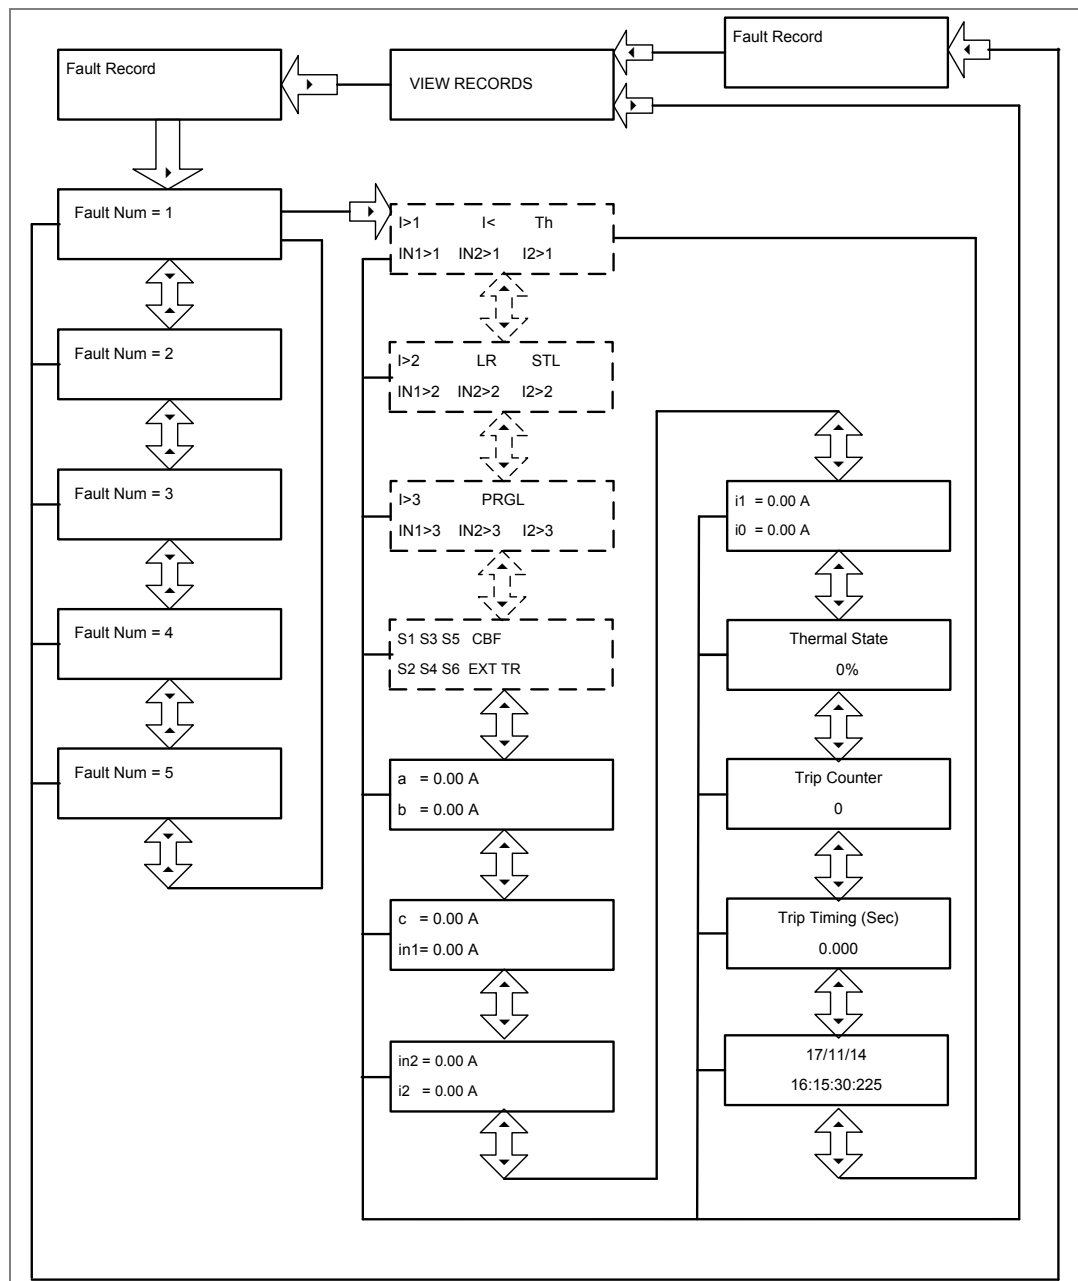 Fault Record
VIEW RECORDS
Fault Record
Fault Num = 1
Fault Num = 2
Fault Num = 3
Fault Num = 4
Fault Num = 5
I>1 I< Th
IN1>1 IN2>1 I2>1
I>2 LR STL
IN1>2 IN2>2 I2>2
I>3 PRGL
IN1>3 IN2>3 I2>3
S1 S3 S5 CBF
S2 S4 S6 EXT TR
a = 0.00 A
b = 0.00 A
c = 0.00 A
in1= 0.00 A
in2 = 0.00 A
i2 = 0.00 A
i1 = 0.00 A
i0 = 0.00 A
Thermal State
0%
Trip Counter
0
Trip Timing (Sec)
0.000
17/11/14
16:15:30:225